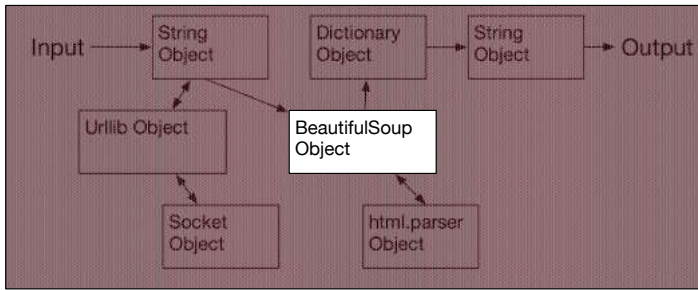 Input
String
Object
Dictionary
Object
String
Object
Output
Urllib Object
BeautifulSoup
Object
Socket
Object
html.parser
Object